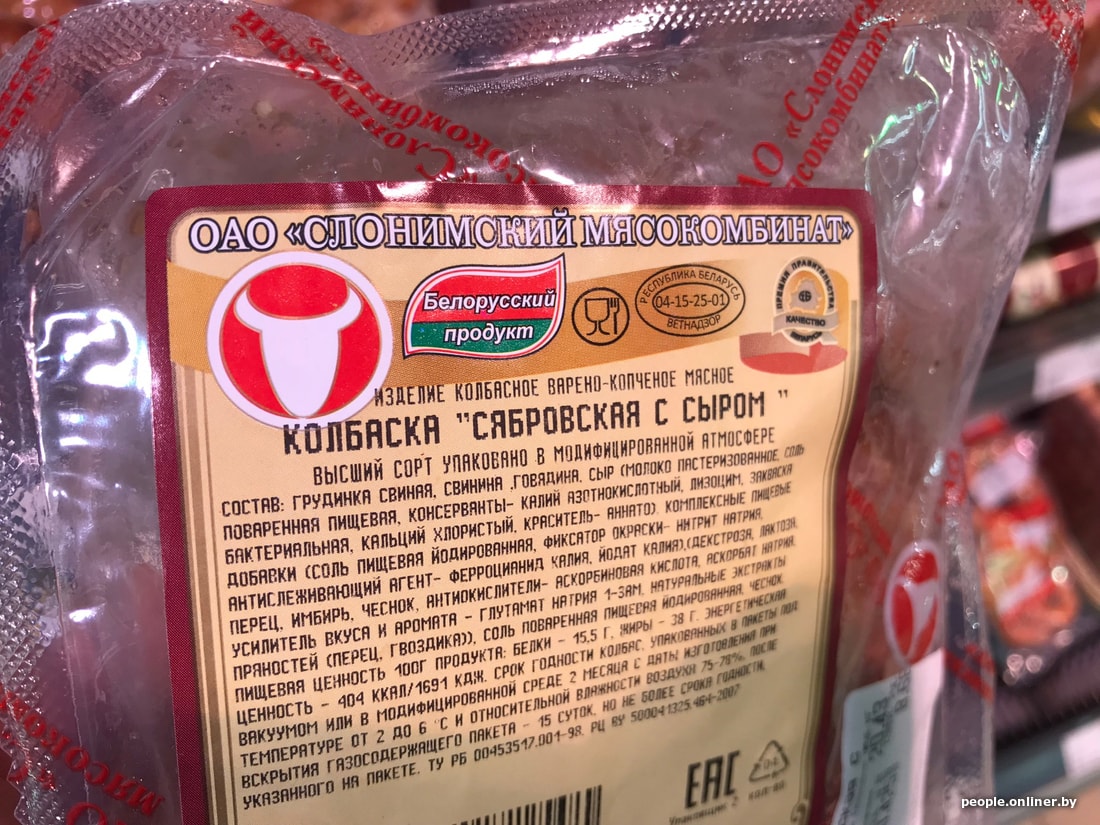 ОАО «СЛОНИМСКИЙ МЯСОКОМБИНАТ»
Белорусский
продукт
РЕСПУБЛИКА БЕЛАРУСЬ
04-15-25-01
ВЕТНАДЗОР
ПРЕМИЯ ПРАВИТЕЛЬСТВА
КАЧЕСТВО
ИЗДЕЛИЕ КОЛБАСНОЕ ВАРЕНО-КОПЧЕНОЕ МЯСНОЕ
КОЛБАСКА "СЯБРОВСКАЯ С СЫРОМ "
ВЫСШИЙ СОРТ УПАКОВАНО В МОДИФИЦИРОВАННОЙ АТМОСФЕРЕ
СОСТАВ: ГРУДИНКА СВИНАЯ, СВИНИНА ,ГОВЯДИНА, СЫР (МОЛОКО ПАСТЕРИЗОВАННОЕ, СОЛЬ
ПОВАРЕННАЯ ПИЩЕВАЯ, КОНСЕРВАНТЫ- КАЛИЙ АЗОТНОКИСЛОТНЫЙ, ЛИЗОЦИМ, ЗАКВАСКА
БАКТЕРИАЛЬНАЯ, КАЛЬЦИЙ ХЛОРИСТЫЙ, КРАСИТЕЛЬ- АННАТО), КОМПЛЕКСНЫЕ ПИЩЕВЫЕ
ДОБАВКИ (СОЛЬ ПИЩЕВАЯ ЙОДИРОВАННАЯ, ФИКСАТОР ОКРАСКИ- НИТРИТ НАТРИЯ,
АНТИСЛЕЖИВАЮЩИЙ АГЕНТ- ФЕРРОЦИАНИД КАЛИЯ, ЙОДАТ КАЛИЯ),(ДЕКСТРОЗА, ЛАКТОЗА,
ПЕРЕЦ, ИМБИРЬ, ЧЕСНОК, АНТИОКИСЛИТЕЛИ- АСКОРБИНОВАЯ КИСЛОТА, АСКОРБАТ НАТРИЯ,
УСИЛИТЕЛЬ ВКУСА И АРОМАТА - ГЛУТАМАТ НАТРИЯ 1-ЗАМ, НАТУРАЛЬНЫЕ ЭКСТРАКТЫ
ПРЯНОСТЕЙ (ПЕРЕЦ, ГВОЗДИКА)), СОЛЬ ПОВАРЕННАЯ ПИЩЕВАЯ ЙОДИРОВАННАЯ, ЧЕСНОК.
ПИЩЕВАЯ ЦЕННОСТЬ 100Г ПРОДУКТА: БЕЛКИ - 15,5 Г, ЖИРЫ - 38 Г. ЭНЕРГЕТИЧЕСКАЯ
ЦЕННОСТЬ - 404 ККАЛ/1691 КДЖ. СРОК ГОДНОСТИ КОЛБАС, УПАКОВАННЫХ В ПАКЕТЫ ПОД
ВАКУУМОМ ИЛИ В МОДИФИЦИРОВАННОЙ СРЕДЕ 2 МЕСЯЦА С ДАТЫ ИЗГОТОВЛЕНИЯ ПРИ
ТЕМПЕРАТУРЕ ОТ 2 ДО 6 °С И ОТНОСИТЕЛЬНОЙ ВЛАЖНОСТИ ВОЗДУХА 75-78%, ПОСЛЕ
ВСКРЫТИЯ ГАЗОСОДЕРЖАЩЕГО ПАКЕТА - 15 СУТОК, НО НЕ БОЛЕЕ СРОКА ГОДНОСТИ,
УКАЗАННОГО НА ПАКЕТЕ. ТУ РБ 00453517.001-98. РЦ BY 500041325.464-2007
ЕАС
ОАО «Слонимск
мясокомбинат»
people.onliner.by